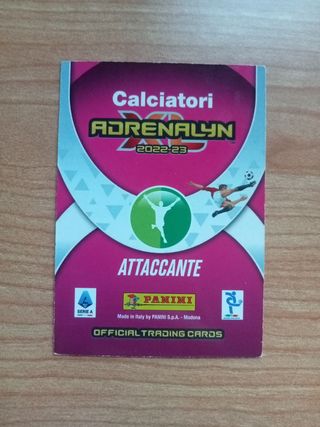 Calciatori
ADRENALYN
XL
2022-23
ATTACCANTE
SERIE A
PANINI
Made in Italy by PANINI S.p.A. - Modena
OFFICIAL TRADING CARDS